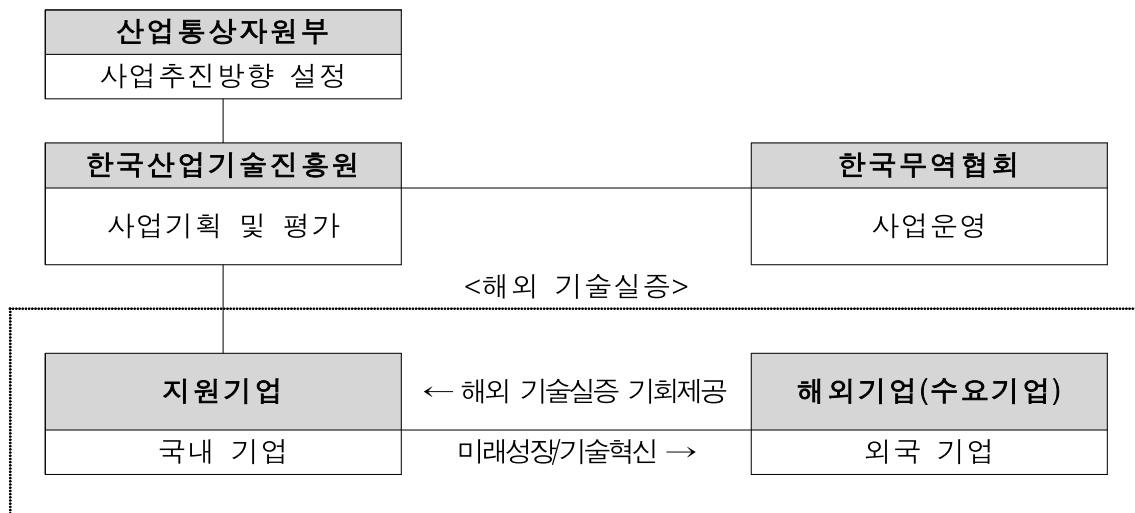 산업통상자원부
사업추진방향 설정
한국산업기술진흥원
한국무역협회
사업기획 및 평가
사업운영
<해외 기술실증>
지원기업
← 해외 기술실증 기회제공
해외기업(수요기업)
국내 기업
미래성장/기술혁신 →
외국 기업